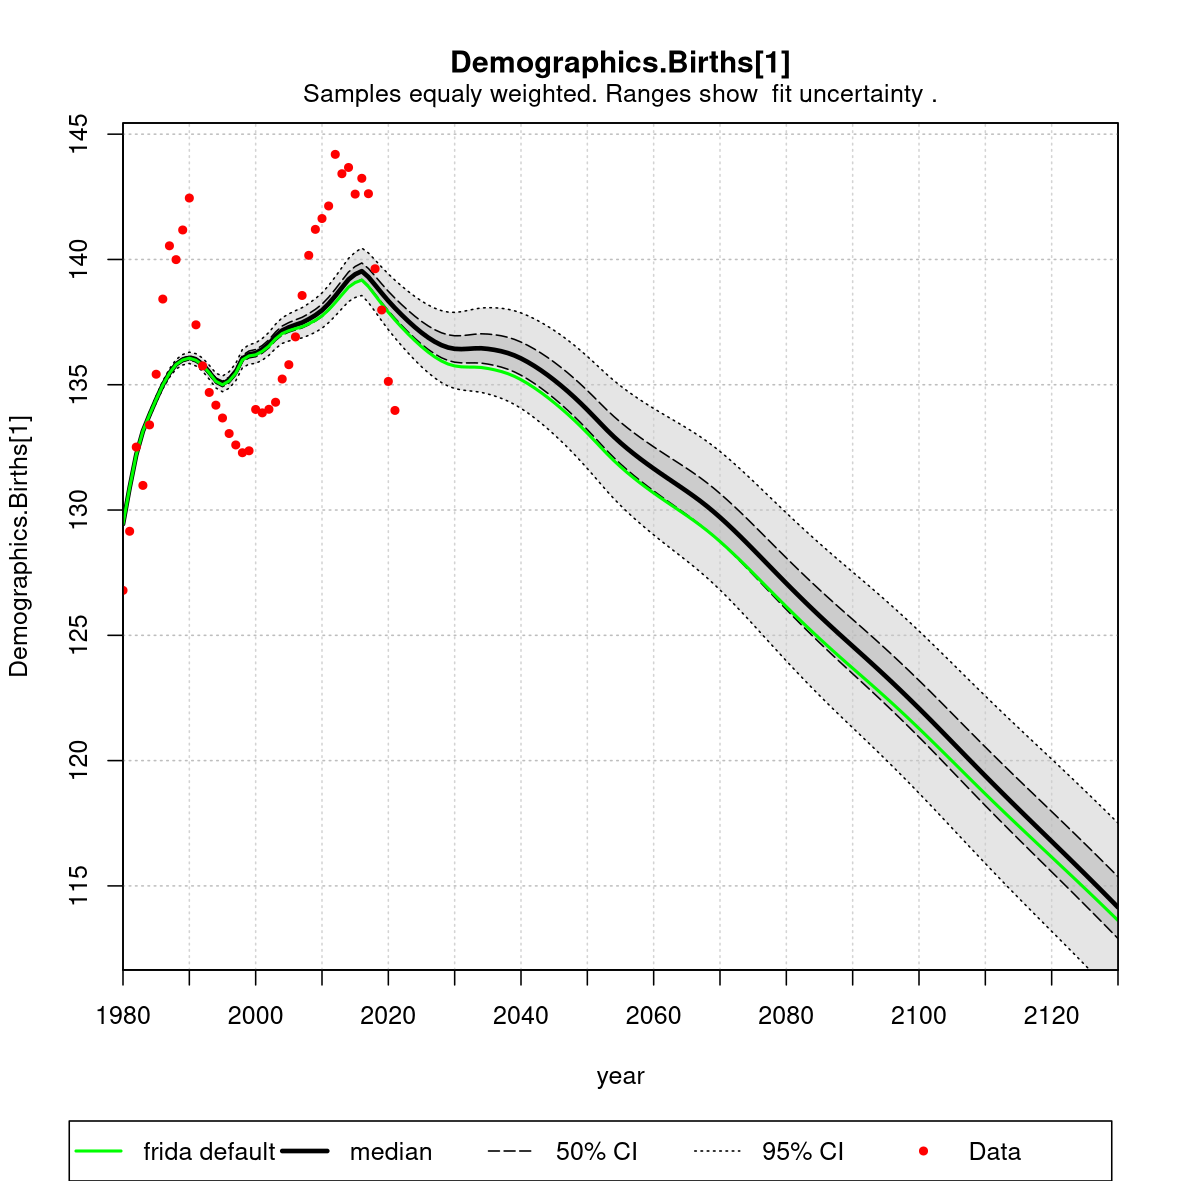 Demographics.Births[1]
Samples equaly weighted. Ranges show  fit uncertainty .
Demographics.Births[1]
145
140
135
130
125
120
115
1980 2000 2020 2040 2060 2080 2100 2120
year
frida default median 50% CI 95% CI Data